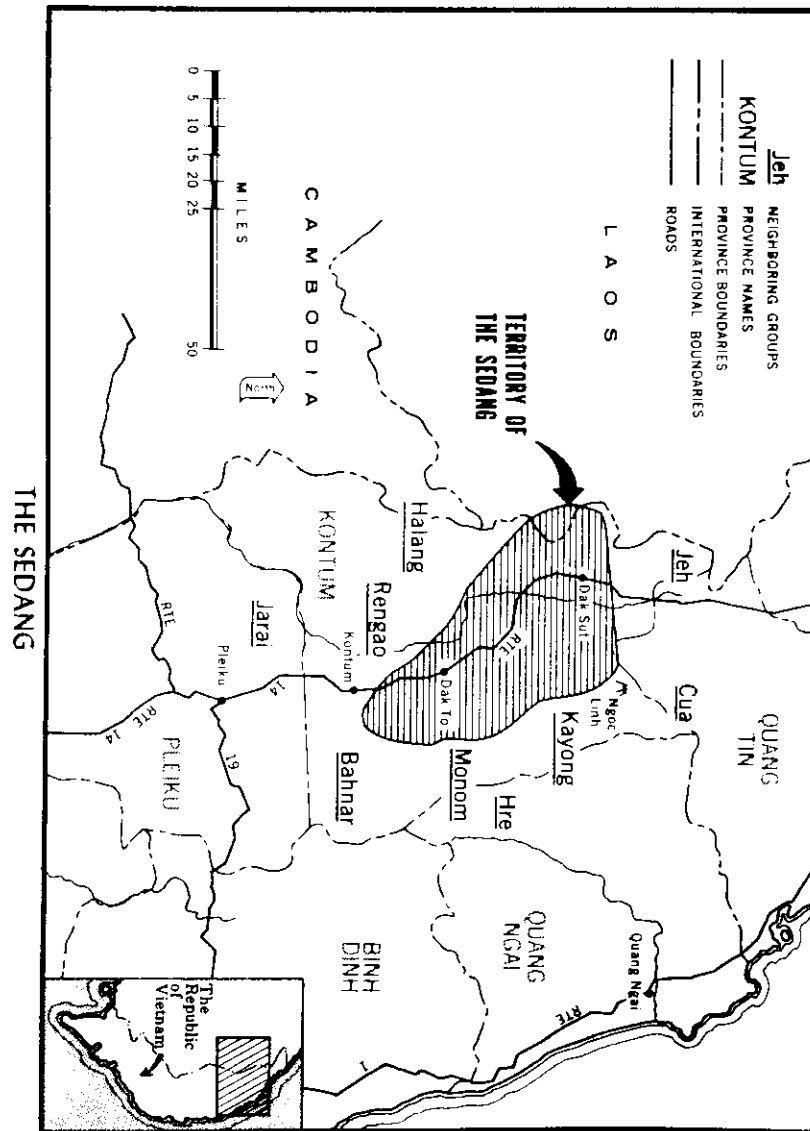 Jeh NEIGHBORING GROUPS
KONTUM PROVINCE NAMES
PROVINCE BOUNDARIES
INTERNATIONAL BOUNDARIES
ROADS
LAOS
TERRITORY OF
THE SEDANG
CAMBODIA
0 5 10 15 20 25 50
MILES
North
Jeh
Dak Sut
RTE
Ngoc
Linh
Cua
QUANG
TIN
Halang
Rengao
KONTUM
Kontum
Dak To
Kayong
Monom
Hre
Bahnar
Jarai
Pleiku
14
RTE
RTE 14
19
PLEIKU
QUANG
NGAI
Quang Ngai
BINH
DINH
RTE
1
The
Republic
of
Vietnam
THE SEDANG